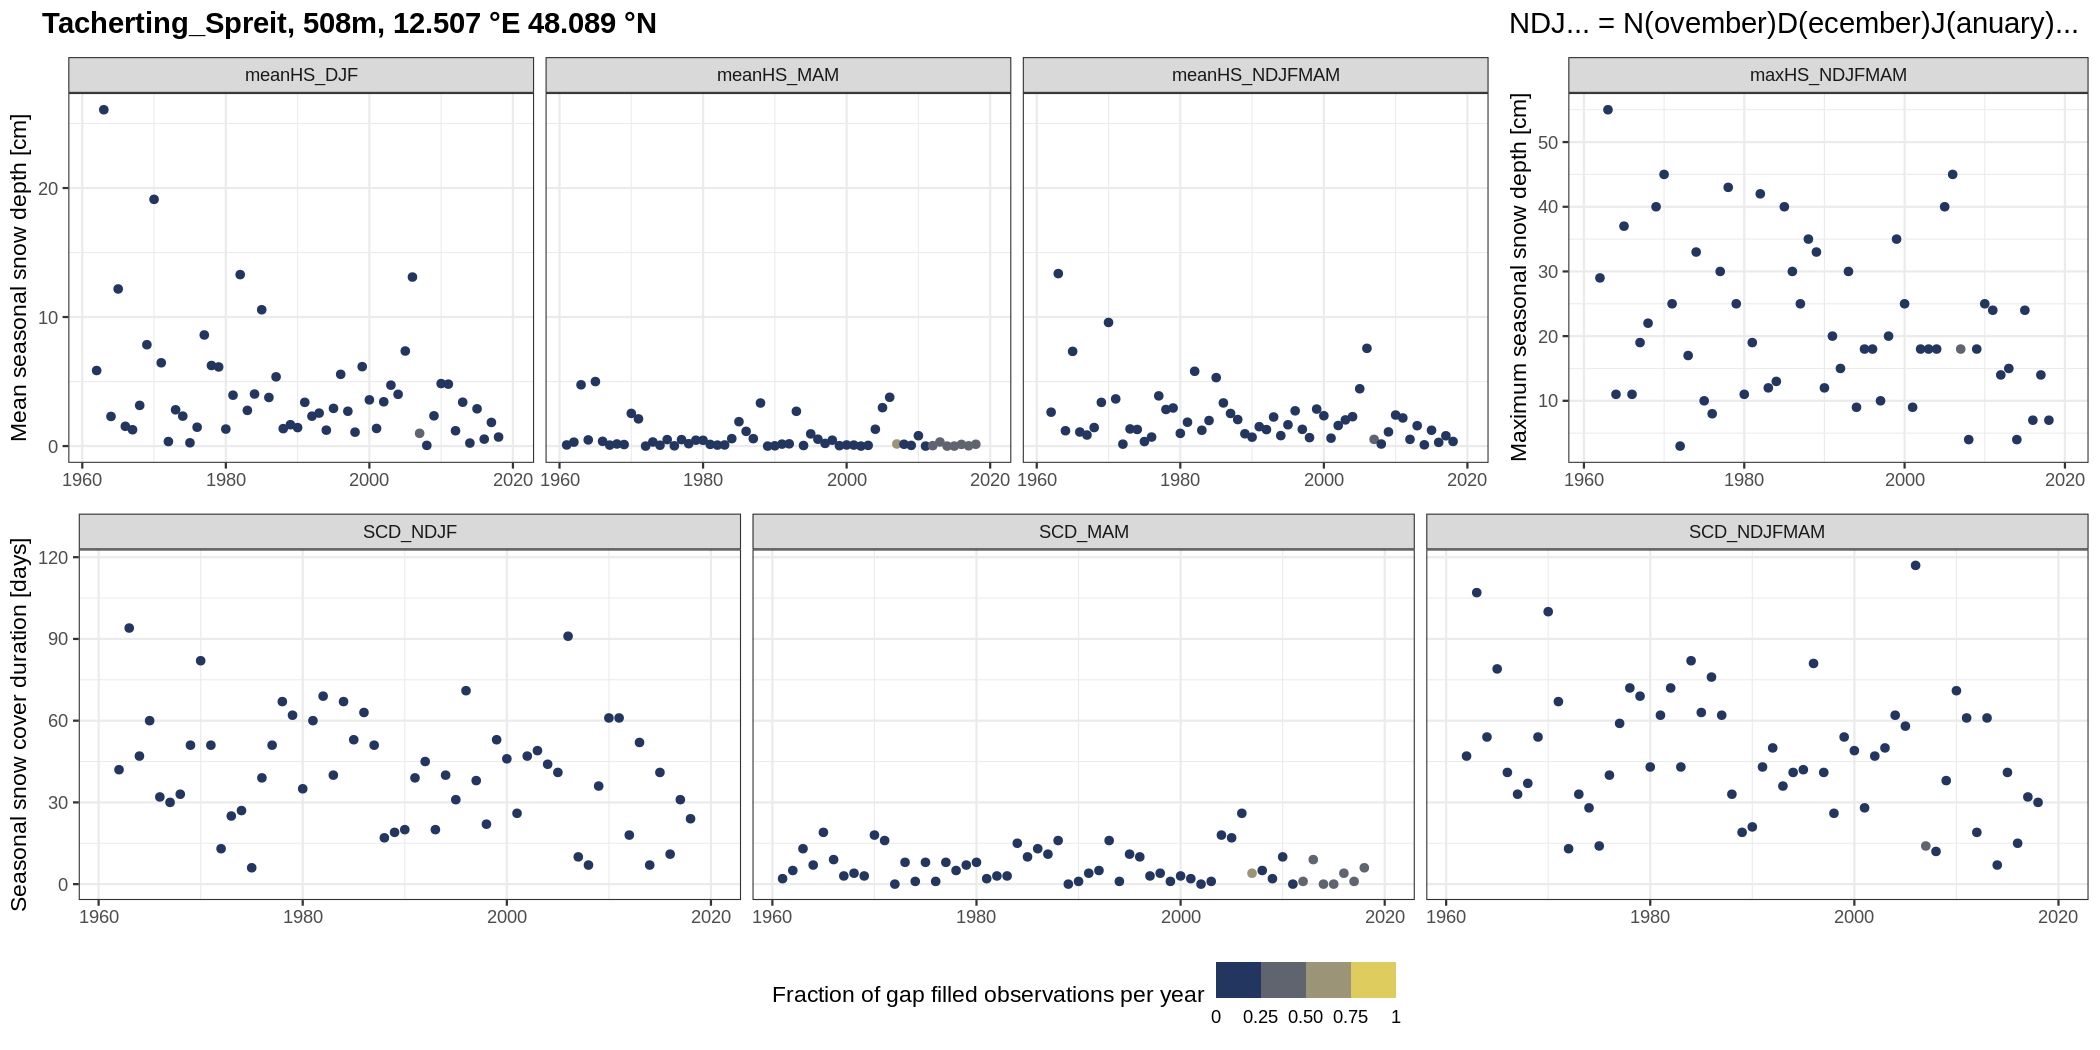 Tacherting_Spreit, 508m, 12.507 °E 48.089 °N
NDJ... = N(ovember)D(ecember)J(anuary)...
meanHS_DJF
meanHS_MAM
meanHS_NDJFMAM
maxHS_NDJFMAM
Mean seasonal snow depth [cm]
20
10
0
1960 1980 2000 2020
1960 1980 2000 2020
1960 1980 2000 2020
Maximum seasonal snow depth [cm]
50
40
30
20
10
1960 1980 2000 2020
SCD_NDJF
SCD_MAM
SCD_NDJFMAM
Seasonal snow cover duration [days]
120
90
60
30
0
1960 1980 2000 2020
1960 1980 2000 2020
1960 1980 2000 2020
Fraction of gap filled observations per year
0 0.25 0.50 0.75 1